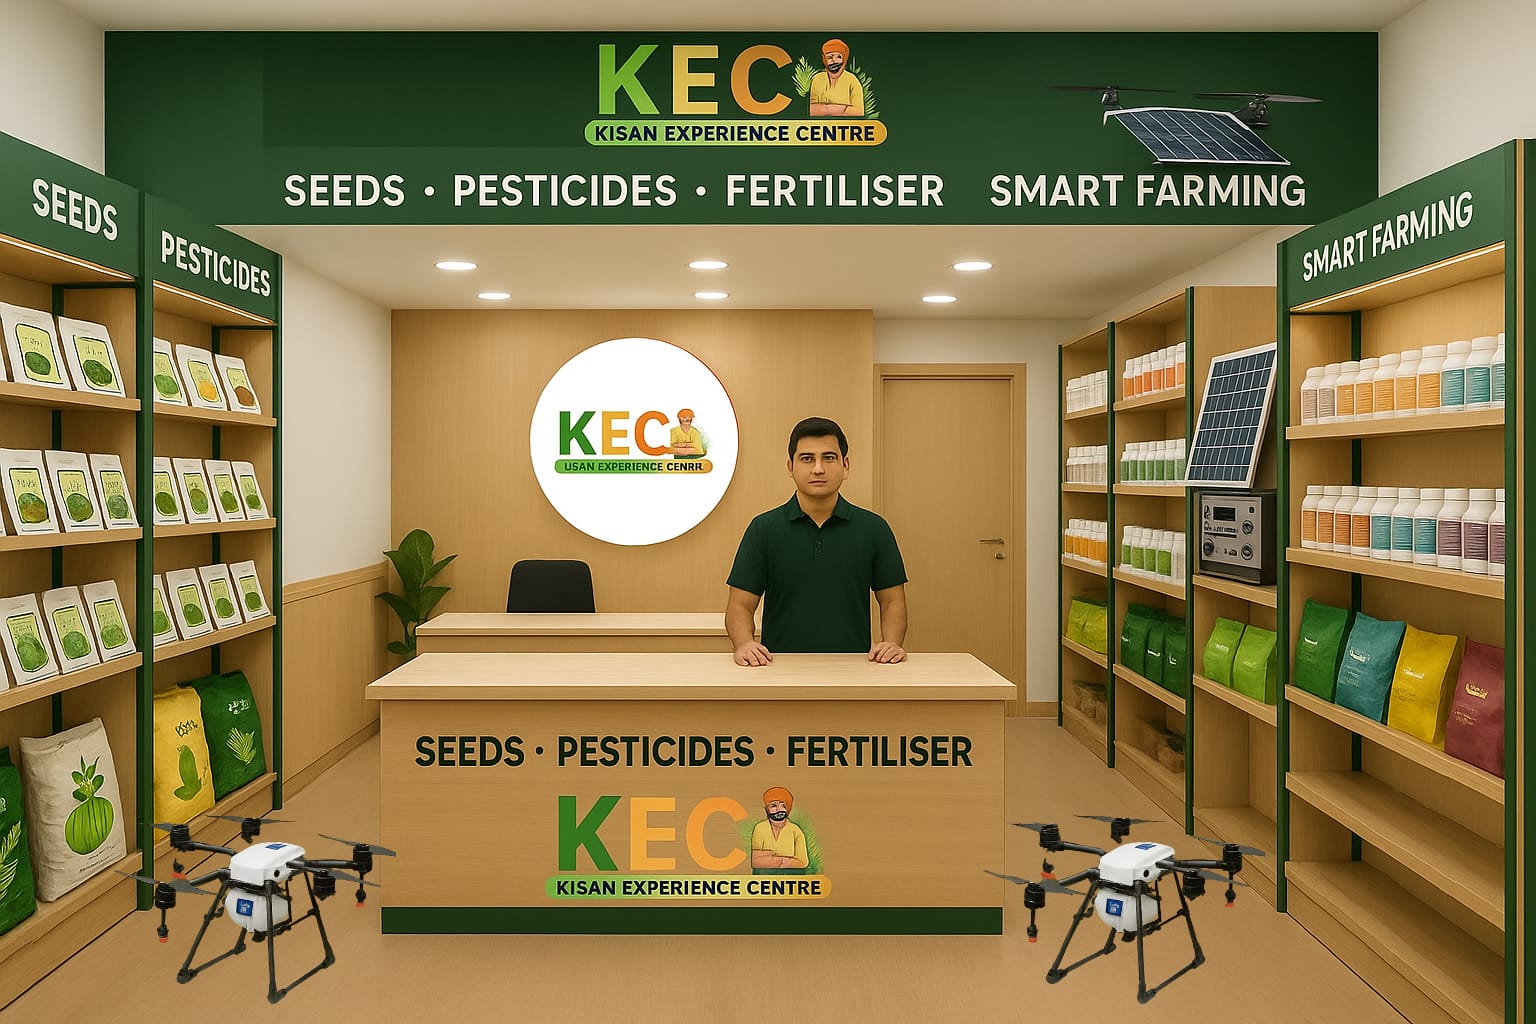 KEC
KISAN EXPERIENCE CENTRE
SEEDS • PESTICIDES • FERTILISER SMART FARMING
SEEDS
PESTICIDES
SMART FARMING
KEC
USAN EXPERIENCE CENRR
SEEDS · PESTICIDES · FERTILISER
KEC
KISAN EXPERIENCE CENTRE